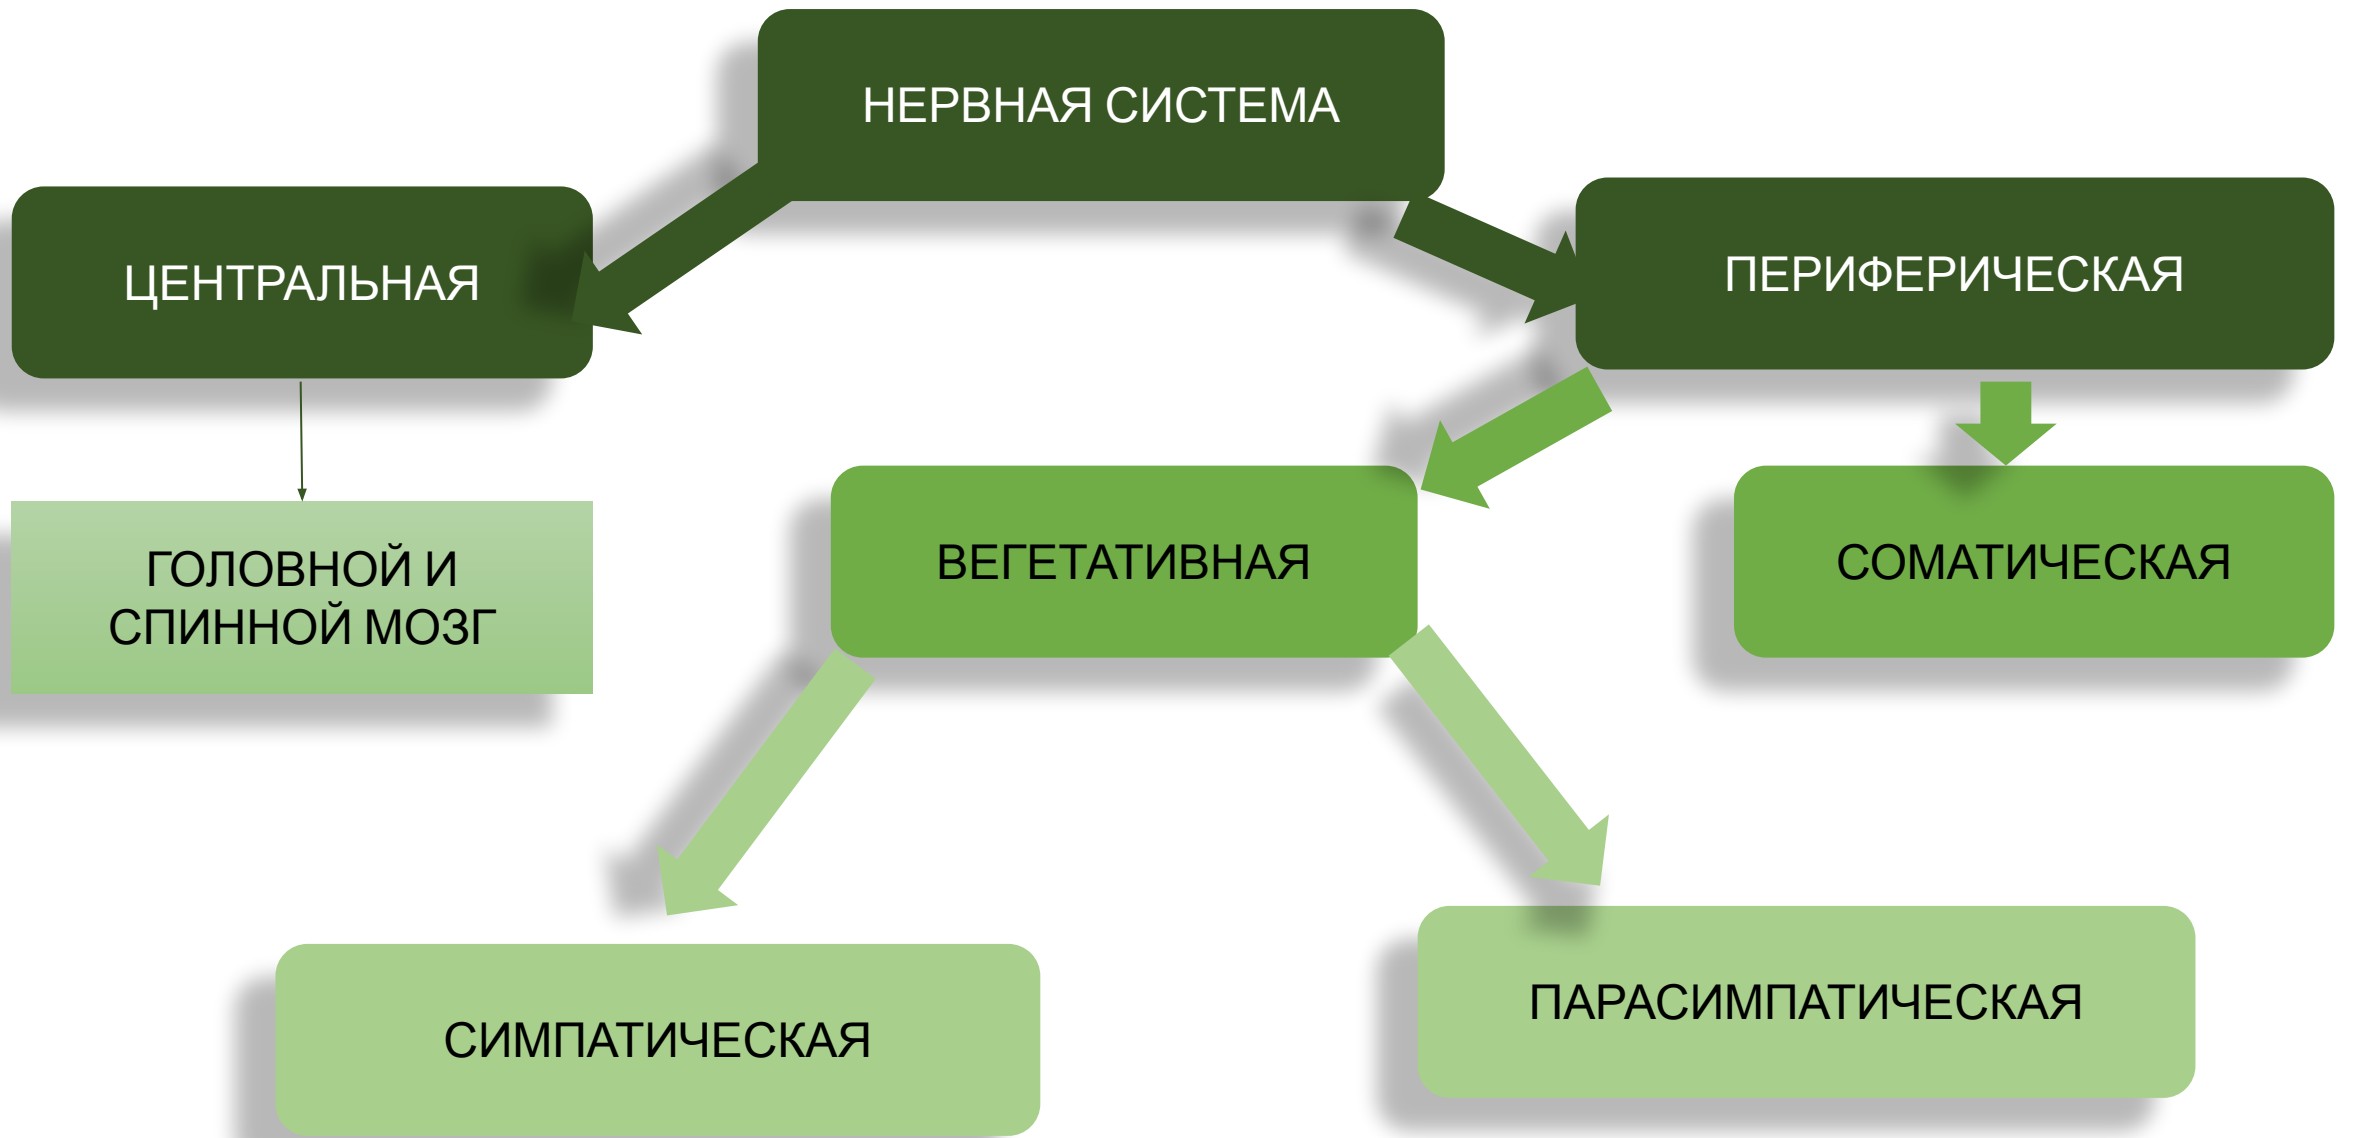 НЕРВНАЯ СИСТЕМА
ЦЕНТРАЛЬНАЯ
ПЕРИФЕРИЧЕСКАЯ
ГОЛОВНОЙ И
СПИННОЙ МОЗГ
ВЕГЕТАТИВНАЯ
СОМАТИЧЕСКАЯ
СИМПАТИЧЕСКАЯ
ПАРАСИМПАТИЧЕСКАЯ